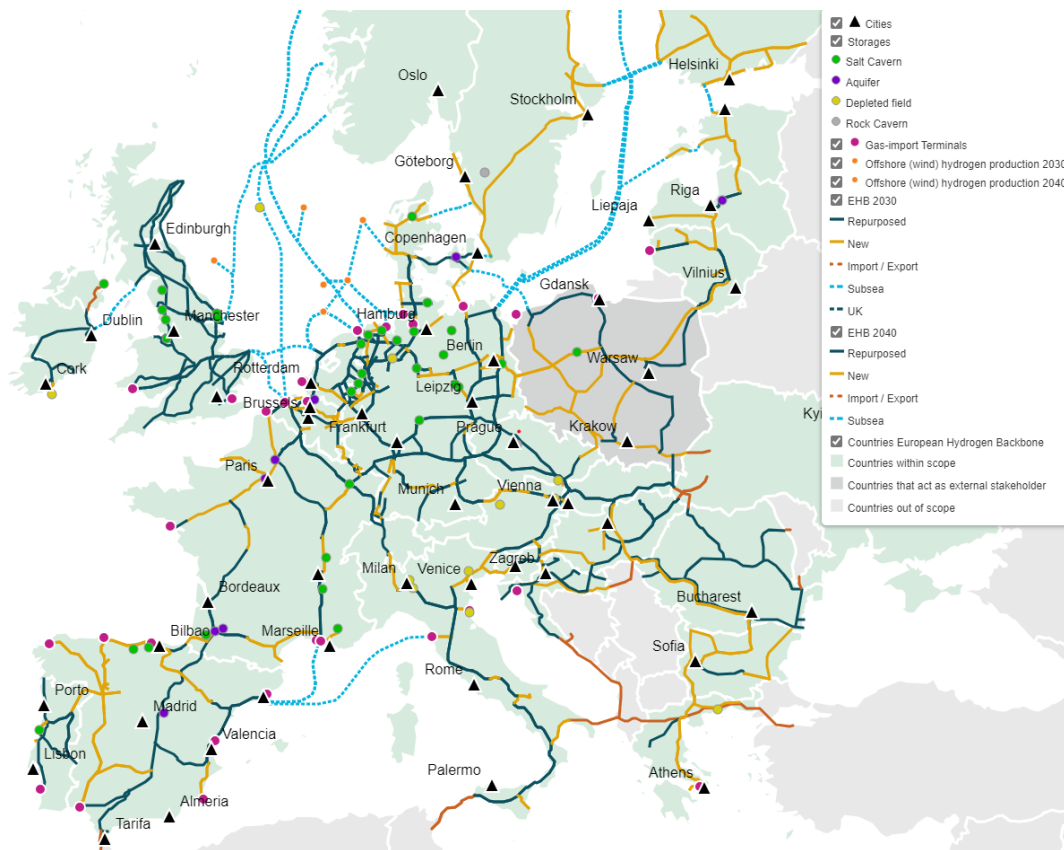 Oslo
Helsinki
Stockholm
Göteborg
Riga
Liepaja
Edinburgh
Copenhagen
Vilnius
Gdansk
Dublin
Manchester
Hamburg
Berlin
Warsaw
Cork
Rotterdam
Leipzig
Brussels
Frankfurt
Prague
Krakow
Kyi
Paris
Munich
Vienna
Milan
Venice
Zagreb
Bordeaux
Bucharest
Bilbao
Marseille
Sofia
Rome
Porto
Madrid
Valencia
Lisbon
Palermo
Athens
Almeria
Tarifa
Cities
Storages
Salt Cavern
Aquifer
Depleted field
Rock Cavern
Gas-import Terminals
Offshore (wind) hydrogen production 2030
Offshore (wind) hydrogen production 2040
EHB 2030
Repurposed
New
Import / Export
Subsea
UK
EHB 2040
Repurposed
New
Import / Export
Subsea
Countries European Hydrogen Backbone
Countries within scope
Countries that act as external stakeholder
Countries out of scope